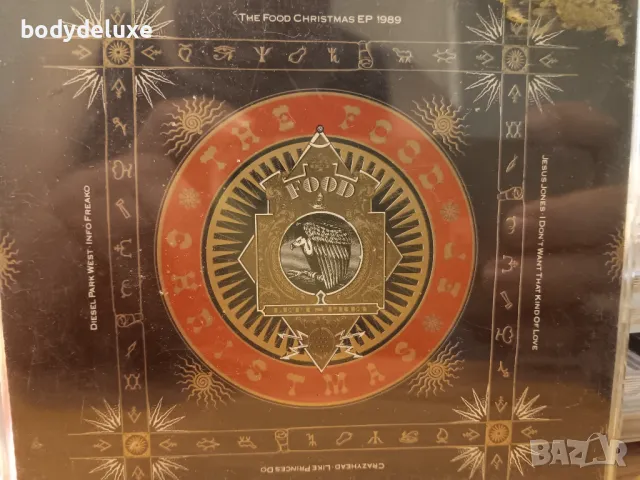 bodydeluxe
THE FOOD CHRISTMAS EP 1989
THE FOOD CHRISTMAS EP
FOOD
DIESEL PARK WEST · INFO FREAKO
JESUS JONES · I DON'T WANT THAT KIND OF LOVE
CRAZYHEAD · LIKE PRINCES DO
BAZAR